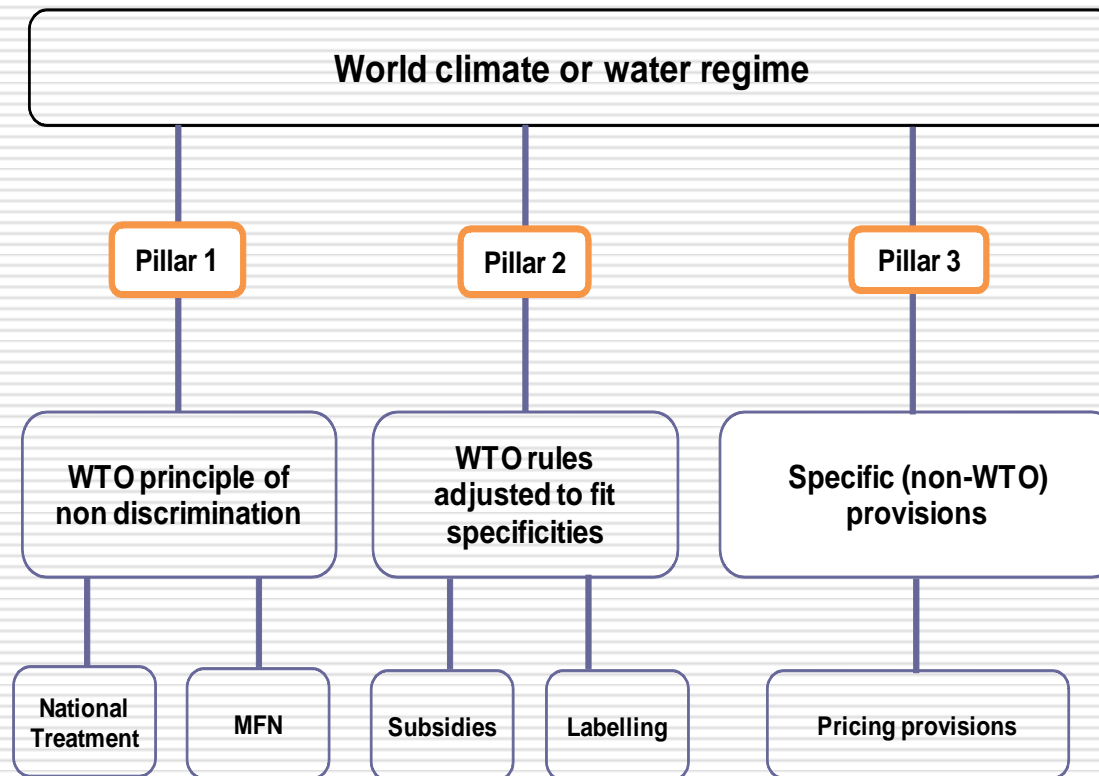 World climate or water regime
Pillar 1
Pillar 2
Pillar 3
WTO principle of
non discrimination
WTO rules
adjusted to fit
specificities
Specific (non-WTO)
provisions
National
Treatment
MFN
Subsidies
Labelling
Pricing provisions